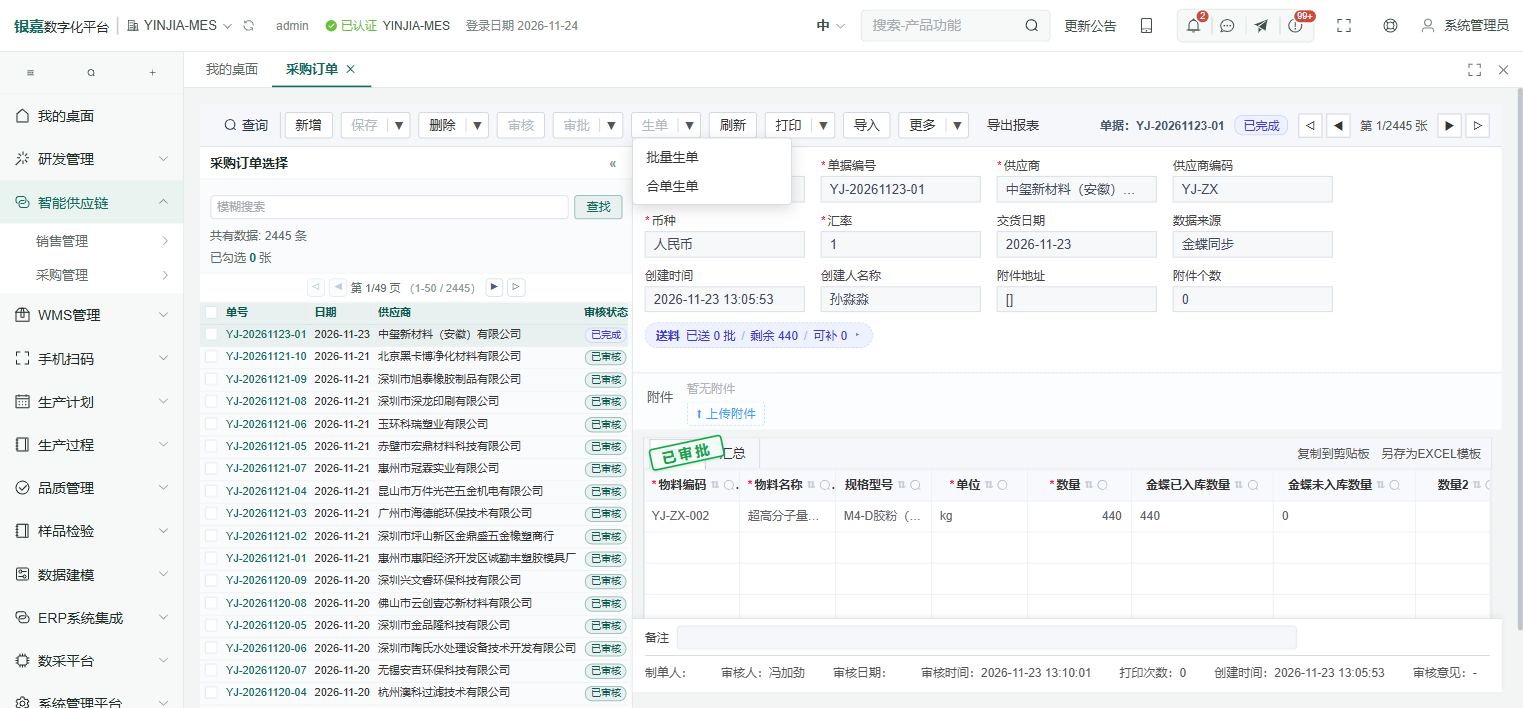 银嘉数字化平台 YINJIA-MES admin 已认证 YINJIA-MES 登录日期 2026-11-24 中 搜索-产品功能 更新公告 2 99+ 系统管理员
我的桌面 采购订单
我的桌面
研发管理
智能供应链
销售管理
采购管理
WMS管理
手机扫码
生产计划
生产过程
品质管理
样品检验
数据建模
ERP系统集成
数采平台
系统管理平台
查询 新增 保存 删除 审核 审批 生单 刷新 打印 导入 更多 导出报表 单据: YJ-20261123-01 已完成 第 1/2445 张
批量生单
合单生单
采购订单选择 «
模糊搜索 查找
共有数据: 2445 条
已勾选 0 张
第 1/49 页 (1-50 / 2445)
单号 日期 供应商 审核状态
YJ-20261123-01 2026-11-23 中玺新材料（安徽）有限公司 已完成
YJ-20261121-10 2026-11-21 北京黑卡博净化材料有限公司 已审核
YJ-20261121-09 2026-11-21 深圳市旭泰橡胶制品有限公司 已审核
YJ-20261121-08 2026-11-21 深圳市深龙印刷有限公司 已审核
YJ-20261121-06 2026-11-21 玉环科瑞塑业有限公司 已审核
YJ-20261121-05 2026-11-21 赤壁市宏鼎材料科技有限公司 已审核
YJ-20261121-07 2026-11-21 惠州市冠霖实业有限公司 已审核
YJ-20261121-04 2026-11-21 昆山市万件光芒五金机电有限公司 已审核
YJ-20261121-03 2026-11-21 广州市海德能环保技术有限公司 已审核
YJ-20261121-02 2026-11-21 深圳市坪山新区金鼎盛五金橡塑商行 已审核
YJ-20261121-01 2026-11-21 惠州市惠阳经济开发区诚勤丰塑胶模具厂 已审核
YJ-20261120-09 2026-11-20 深圳兴文睿环保科技有限公司 已审核
YJ-20261120-08 2026-11-20 佛山市云创壹芯新材料有限公司 已审核
YJ-20261120-05 2026-11-20 深圳市金品隆科技有限公司 已审核
YJ-20261120-06 2026-11-20 深圳市陶氏水处理设备技术开发有限公司 已审核
YJ-20261120-07 2026-11-20 无锡安吉环保科技有限公司 已审核
YJ-20261120-04 2026-11-20 杭州澳科过滤技术有限公司 已审核
*单据编号 *供应商 供应商编码
YJ-20261123-01 中玺新材料（安徽）... YJ-ZX
*币种 *汇率 交货日期 数据来源
人民币 1 2026-11-23 金蝶同步
创建时间 创建人名称 附件地址 附件个数
2026-11-23 13:05:53 孙淼淼 [] 0
送料 已送 0 批 / 剩余 440 / 可补 0
附件 暂无附件
上传附件
已审批 汇总 复制到剪贴板 另存为EXCEL模板
*物料编码 *物料名称 规格型号 *单位 *数量 金蝶已入库数量 金蝶未入库数量 数量2
YJ-ZX-002 超高分子量... M4-D胶粉（... kg 440 440 0
备注
制单人: 审核人: 冯加劲 审核日期: 审核时间: 2026-11-23 13:10:01 打印次数: 0 创建时间: 2026-11-23 13:05:53 审核意见: -